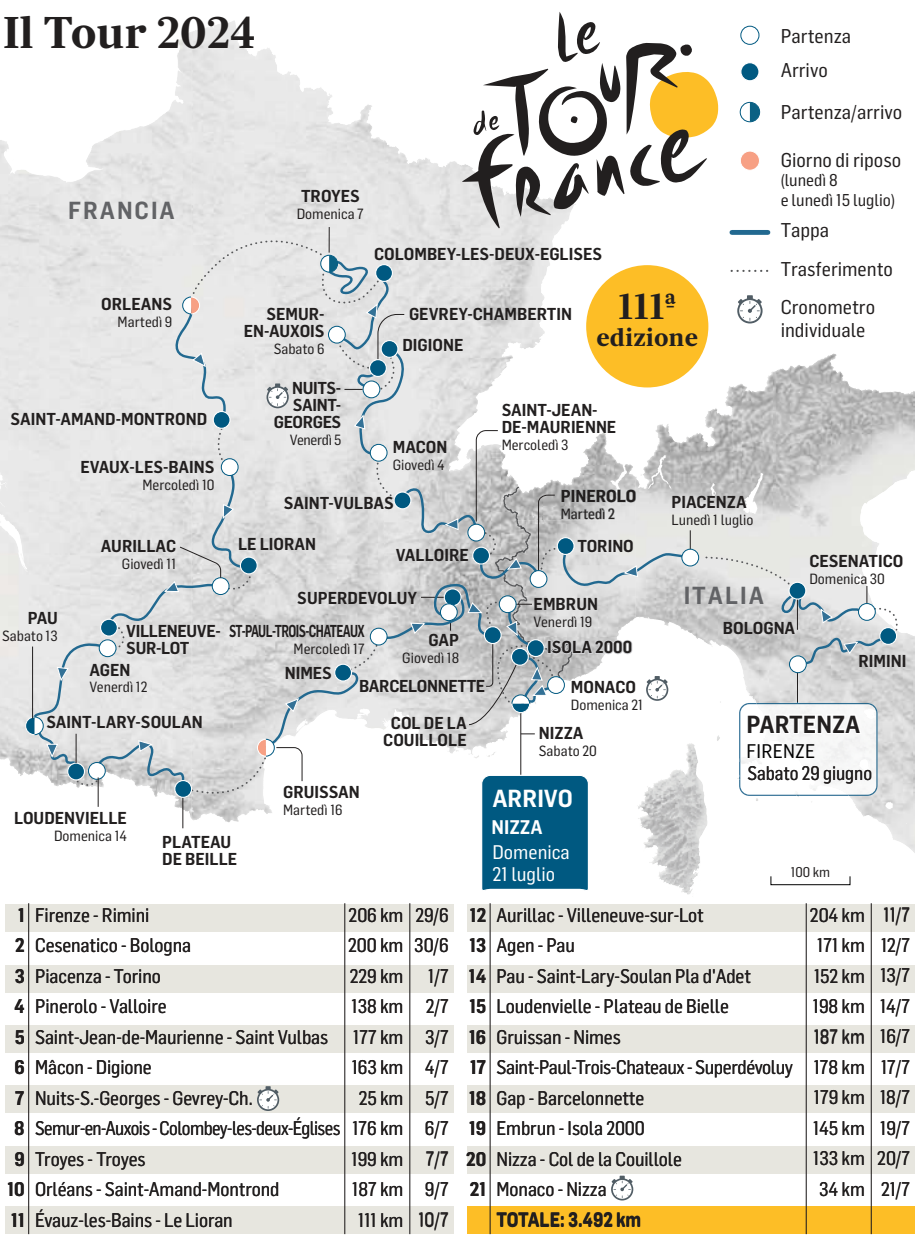 Il Tour 2024
Le
de TOUR
FRANCE
Partenza
Arrivo
Partenza/arrivo
Giorno di riposo
(lunedì 8
e lunedì 15 luglio)
Tappa
Trasferimento
Cronometro
individuale
111ª
edizione
FRANCIA
TROYES
Domenica 7
COLOMBEY-LES-DEUX-EGLISES
ORLEANS
Martedì 9
SEMUR-
EN-AUXOIS
Sabato 6
GEVREY-CHAMBERTIN
DIGIONE
NUITS-
SAINT-
GEORGES
Venerdì 5
SAINT-AMAND-MONTROND
MACON
Giovedì 4
SAINT-JEAN-
DE-MAURIENNE
Mercoledì 3
EVAUX-LES-BAINS
Mercoledì 10
SAINT-VULBAS
PINEROLO
Martedì 2
PIACENZA
Lunedì 1 luglio
AURILLAC
Giovedì 11
LE LIORAN
VALLOIRE
TORINO
CESENATICO
Domenica 30
SUPERDEVOLUY
EMBRUN
Venerdì 19
ITALIA
BOLOGNA
PAU
Sabato 13
VILLENEUVE-
SUR-LOT
ST-PAUL-TROIS-CHATEAUX
Mercoledì 17
GAP
Giovedì 18
ISOLA 2000
RIMINI
AGEN
Venerdì 12
NIMES
BARCELONNETTE
MONACO
Domenica 21
SAINT-LARY-SOULAN
COL DE LA
COUILLOLE
NIZZA
Sabato 20
PARTENZA
FIRENZE
Sabato 29 giugno
GRUISSAN
Martedì 16
LOUDENVIELLE
Domenica 14
PLATEAU
DE BEILLE
ARRIVO
NIZZA
Domenica
21 luglio
100 km
1 Firenze - Rimini 206 km 29/6
2 Cesenatico - Bologna 200 km 30/6
3 Piacenza - Torino 229 km 1/7
4 Pinerolo - Valloire 138 km 2/7
5 Saint-Jean-de-Maurienne - Saint Vulbas 177 km 3/7
6 Mâcon - Digione 163 km 4/7
7 Nuits-S.-Georges - Gevrey-Ch. 25 km 5/7
8 Semur-en-Auxois - Colombey-les-deux-Églises 176 km 6/7
9 Troyes - Troyes 199 km 7/7
10 Orléans - Saint-Amand-Montrond 187 km 9/7
11 Évauz-les-Bains - Le Lioran 111 km 10/7
12 Aurillac - Villeneuve-sur-Lot 204 km 11/7
13 Agen - Pau 171 km 12/7
14 Pau - Saint-Lary-Soulan Pla d'Adet 152 km 13/7
15 Loudenvielle - Plateau de Bielle 198 km 14/7
16 Gruissan - Nimes 187 km 16/7
17 Saint-Paul-Trois-Chateaux - Superdévoluy 178 km 17/7
18 Gap - Barcelonnette 179 km 18/7
19 Embrun - Isola 2000 145 km 19/7
20 Nizza - Col de la Couillole 133 km 20/7
21 Monaco - Nizza 34 km 21/7
TOTALE: 3.492 km